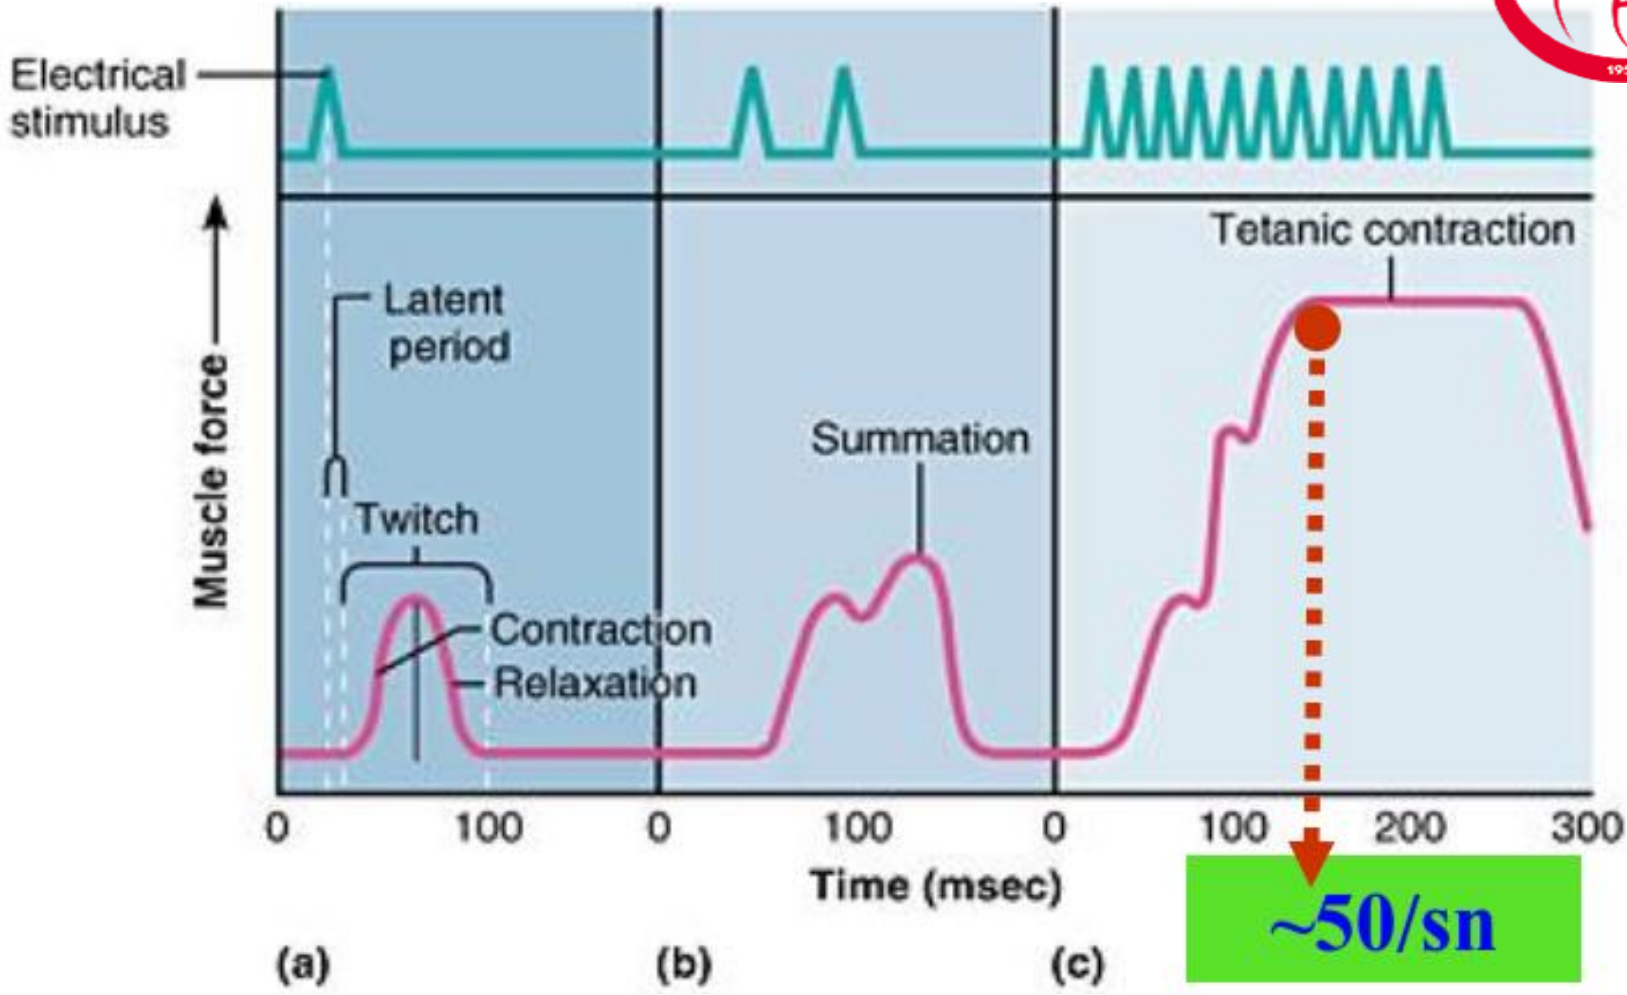 Electrical
stimulus
Tetanic contraction
Latent
period
Summation
Muscle force
Twitch
Contraction
Relaxation
0 100 0 100 0 100 200 300
Time (msec)
~50/sn
(a) (b) (c)